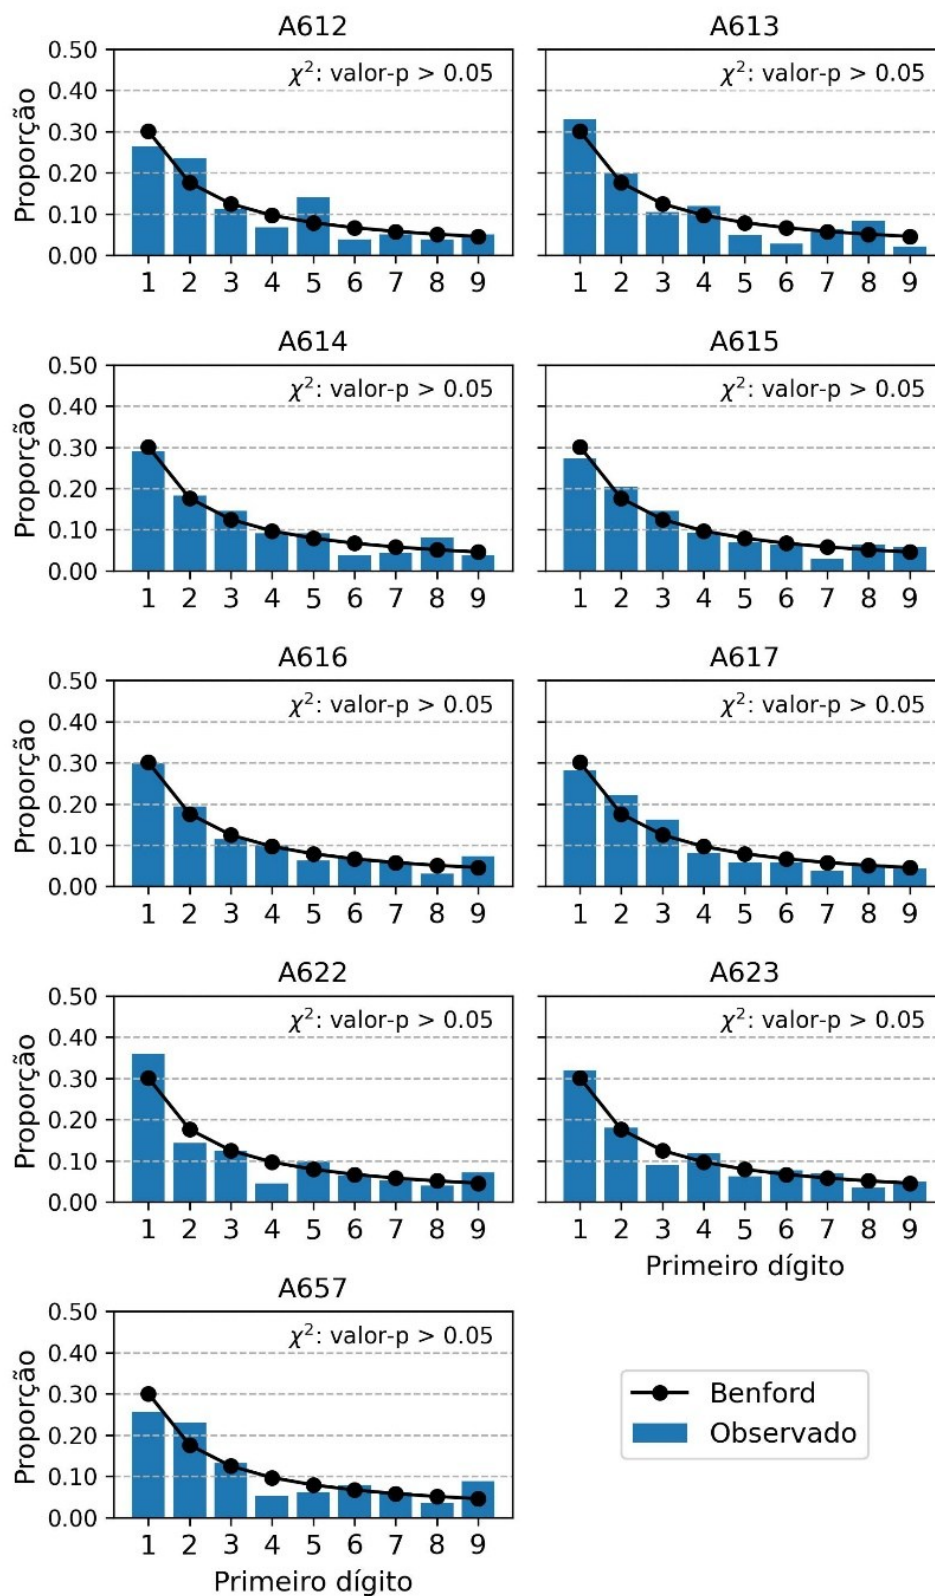 A612
0.50
0.40
0.30
0.20
0.10
0.00
Proporção
χ²: valor-p > 0.05
1 2 3 4 5 6 7 8 9
A613
χ²: valor-p > 0.05
1 2 3 4 5 6 7 8 9
A614
0.50
0.40
0.30
0.20
0.10
0.00
Proporção
χ²: valor-p > 0.05
1 2 3 4 5 6 7 8 9
A615
χ²: valor-p > 0.05
1 2 3 4 5 6 7 8 9
A616
0.50
0.40
0.30
0.20
0.10
0.00
Proporção
χ²: valor-p > 0.05
1 2 3 4 5 6 7 8 9
A617
χ²: valor-p > 0.05
1 2 3 4 5 6 7 8 9
A622
0.50
0.40
0.30
0.20
0.10
0.00
Proporção
χ²: valor-p > 0.05
1 2 3 4 5 6 7 8 9
A623
χ²: valor-p > 0.05
1 2 3 4 5 6 7 8 9
Primeiro dígito
A657
0.50
0.40
0.30
0.20
0.10
0.00
Proporção
χ²: valor-p > 0.05
1 2 3 4 5 6 7 8 9
Primeiro dígito
Benford
Observado